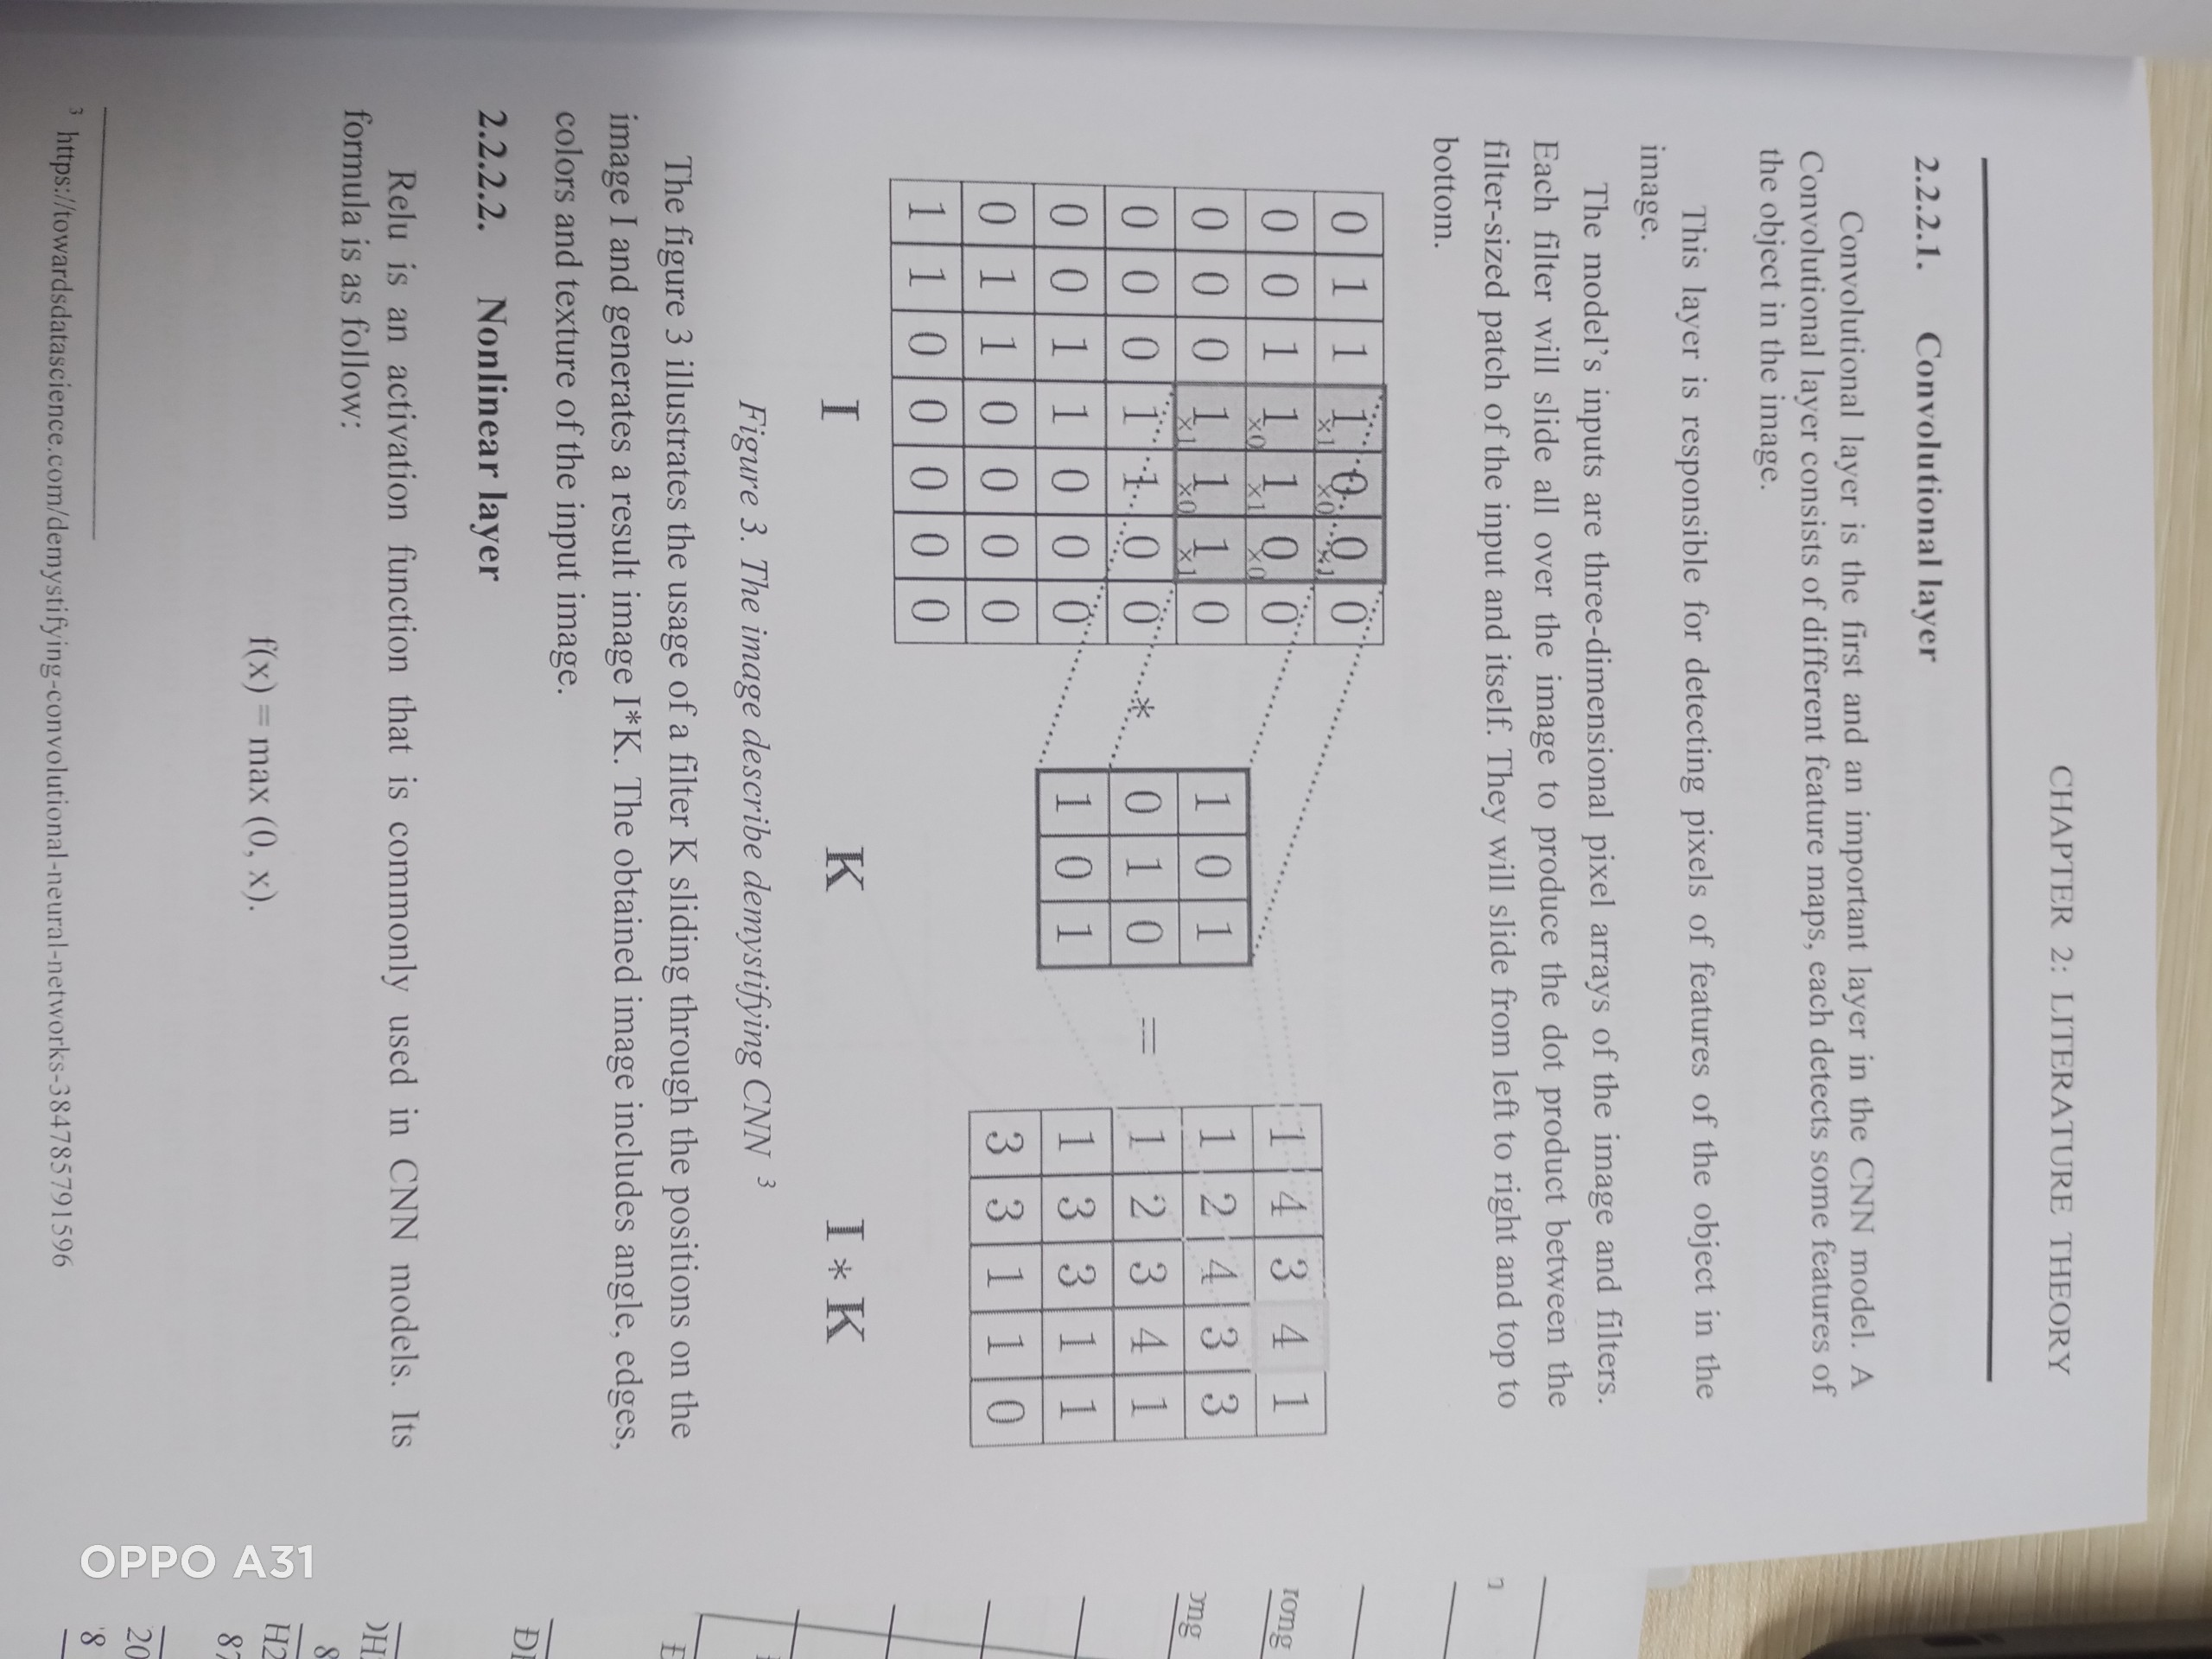 CHAPTER 2: LITERATURE THEORY
2.2.2.1. Convolutional layer
Convolutional layer is the first and an important layer in the CNN model. A
Convolutional layer consists of different feature maps, each detects some features of
the object in the image.
This layer is responsible for detecting pixels of features of the object in the
image.
The model's inputs are three-dimensional pixel arrays of the image and filters.
Each filter will slide all over the image to produce the dot product between the
filter-sized patch of the input and itself. They will slide from left to right and top to
bottom.
0 1 1 1×1 0×0 0×1 0
0 0 1 1×0 1×1 0×0 0
0 0 0 1×1 1×0 1×1 0
0 0 0 1 1 0 0
0 0 1 1 0 0 0
0 1 1 0 0 0 0
1 1 0 0 0 0 0
I
*
1 0 1
0 1 0
1 0 1
K
=
1 4 3 4 1
1 2 4 3 3
1 2 3 4 1
1 3 3 1 1
3 3 1 1 0
I * K
Figure 3. The image describe demystifying CNN 3
The figure 3 illustrates the usage of a filter K sliding through the positions on the
image I and generates a result image I*K. The obtained image includes angle, edges,
colors and texture of the input image.
2.2.2.2. Nonlinear layer
Relu is an activation function that is commonly used in CNN models. Its
formula is as follow:
f(x) = max (0, x).
3 https://towardsdatascience.com/demystifying-convolutional-neural-networks-384785791596
rong
H2
87
20
8
OPPO A31